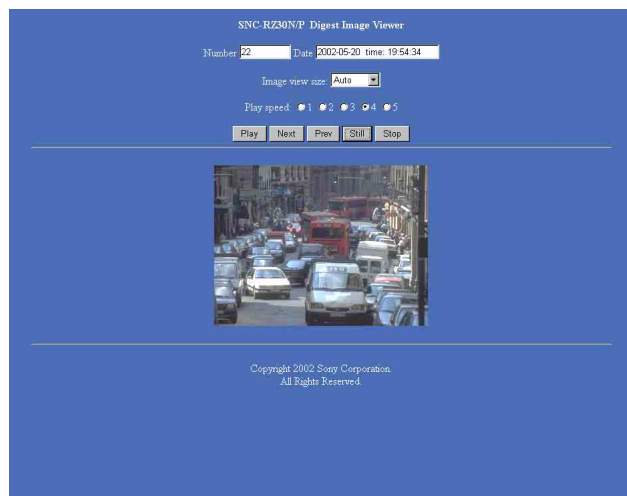 SNC-RZ30N/P Digest Image Viewer
Number 22 Date 2002-05-20 time: 19:54:34
Image view size: Auto
Play speed: 1 2 3 4 5
Play Next Prev Still Stop
Copyright 2002 Sony Corporation.
All Rights Reserved.